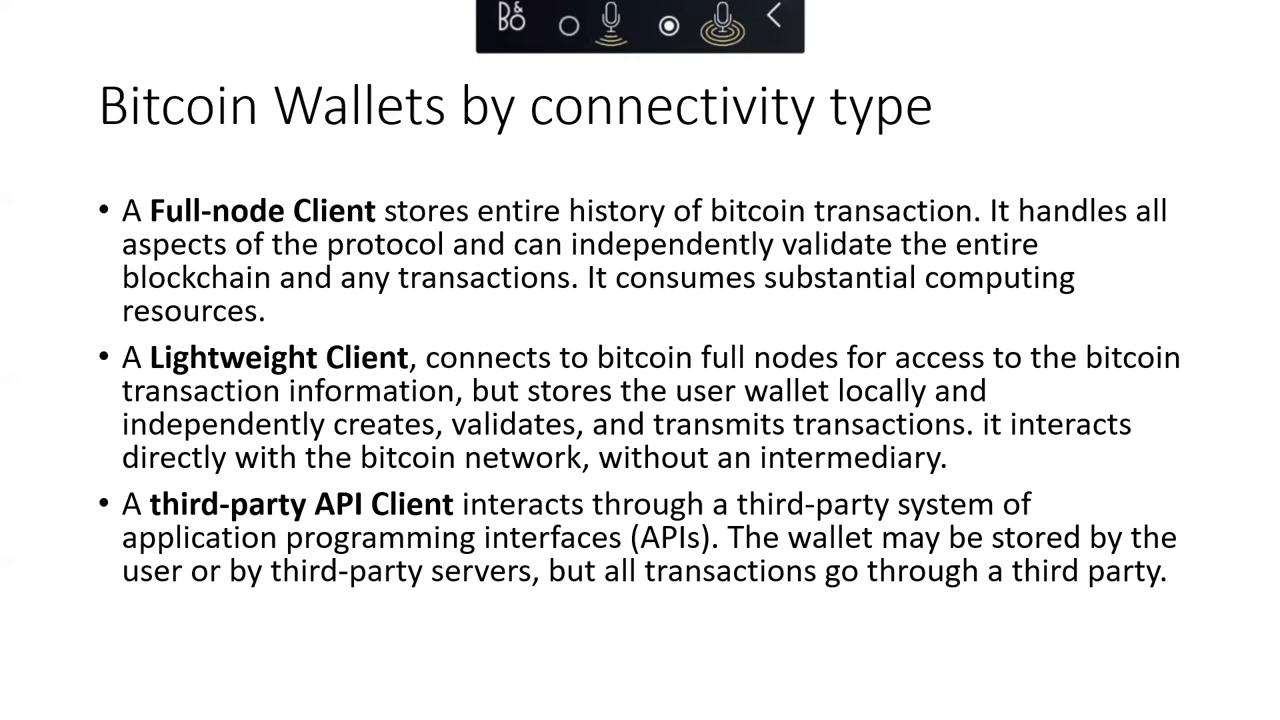 B&O
Bitcoin Wallets by connectivity type
• A Full-node Client stores entire history of bitcoin transaction. It handles all
aspects of the protocol and can independently validate the entire
blockchain and any transactions. It consumes substantial computing
resources.
• A Lightweight Client, connects to bitcoin full nodes for access to the bitcoin
transaction information, but stores the user wallet locally and
independently creates, validates, and transmits transactions. it interacts
directly with the bitcoin network, without an intermediary.
• A third-party API Client interacts through a third-party system of
application programming interfaces (APIs). The wallet may be stored by the
user or by third-party servers, but all transactions go through a third party.